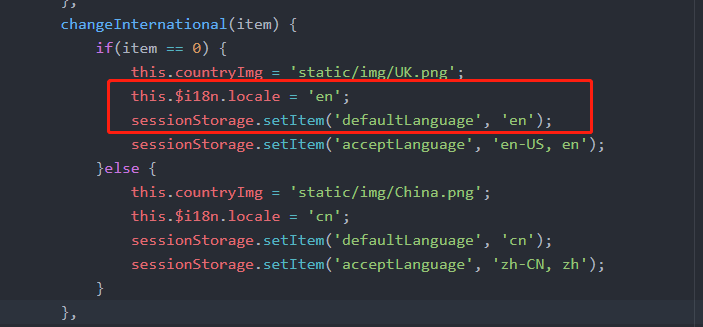 },
changeInternational(item) {
if(item == 0) {
this.countryImg = 'static/img/UK.png';
this.$i18n.locale = 'en';
sessionStorage.setItem('defaultLanguage', 'en');
sessionStorage.setItem('acceptLanguage', 'en-US, en');
}else {
this.countryImg = 'static/img/China.png';
this.$i18n.locale = 'cn';
sessionStorage.setItem('defaultLanguage', 'cn');
sessionStorage.setItem('acceptLanguage', 'zh-CN, zh');
}
},